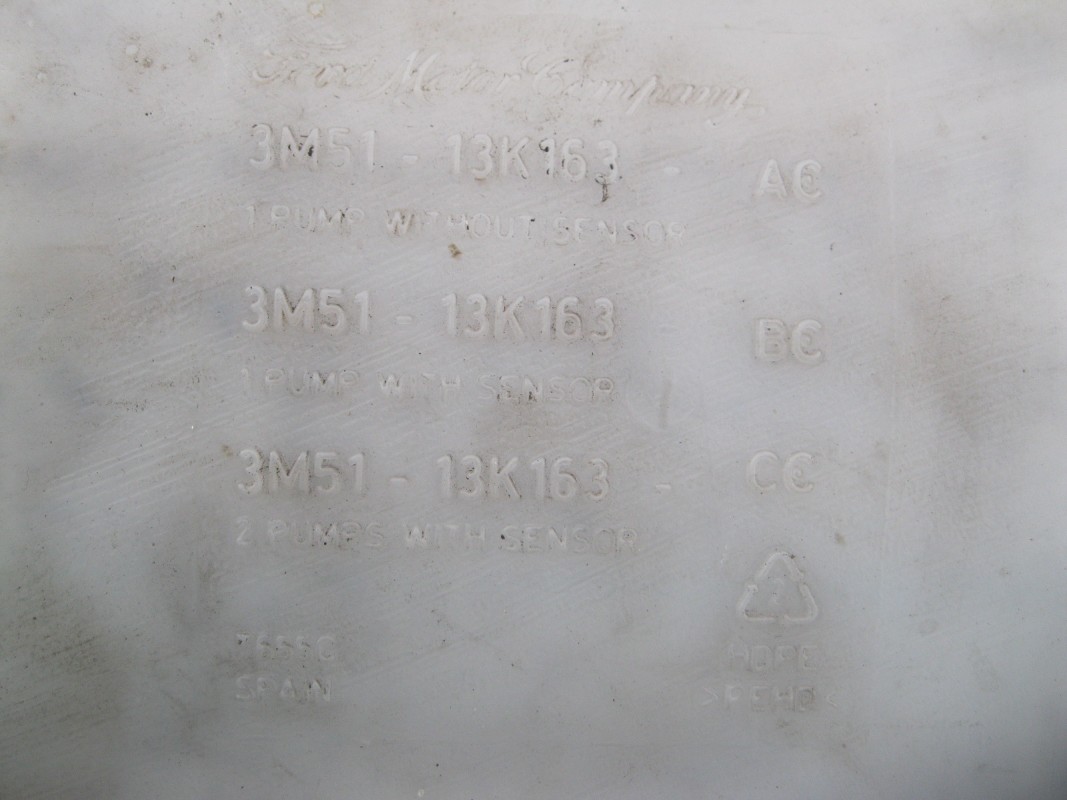 Ford Motor Company
3M51 - 13K163 - AC
1 PUMP WITHOUT SENSOR
3M51 - 13K163 - BC
1 PUMP WITH SENSOR
3M51 - 13K163 - CC
2 PUMPS WITH SENSOR
2
SPAIN
HDPE
>PEHD<